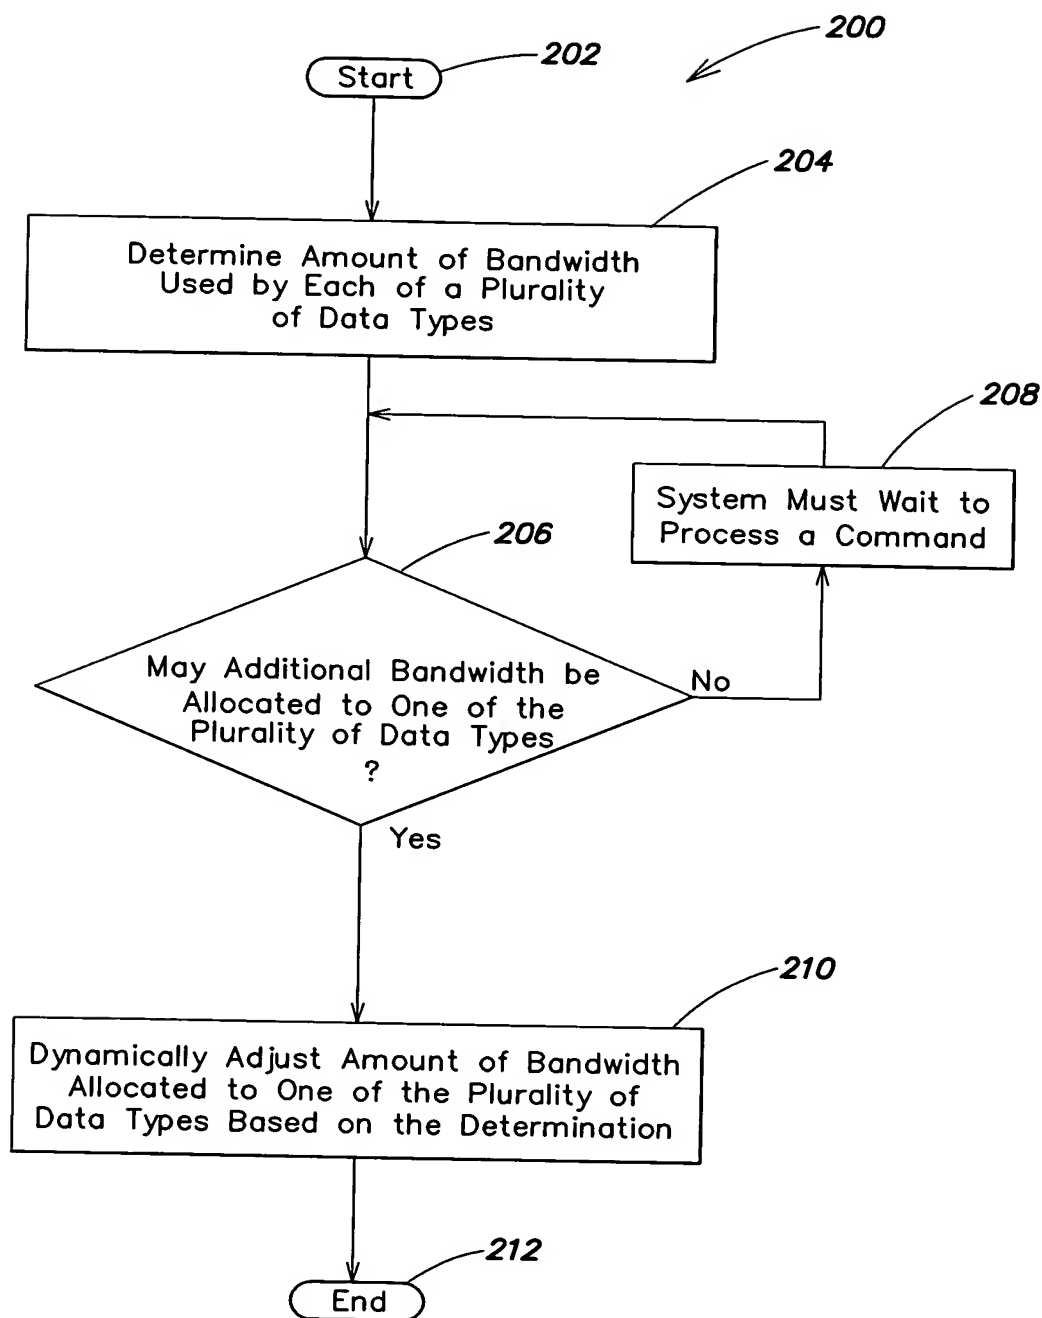 200
202
Start
204
Determine Amount of Bandwidth
Used by Each of a Plurality
of Data Types
208
System Must Wait to
Process a Command
206
May Additional Bandwidth be
Allocated to One of the
Plurality of Data Types
?
No
Yes
210
Dynamically Adjust Amount of Bandwidth
Allocated to One of the Plurality of
Data Types Based on the Determination
212
End